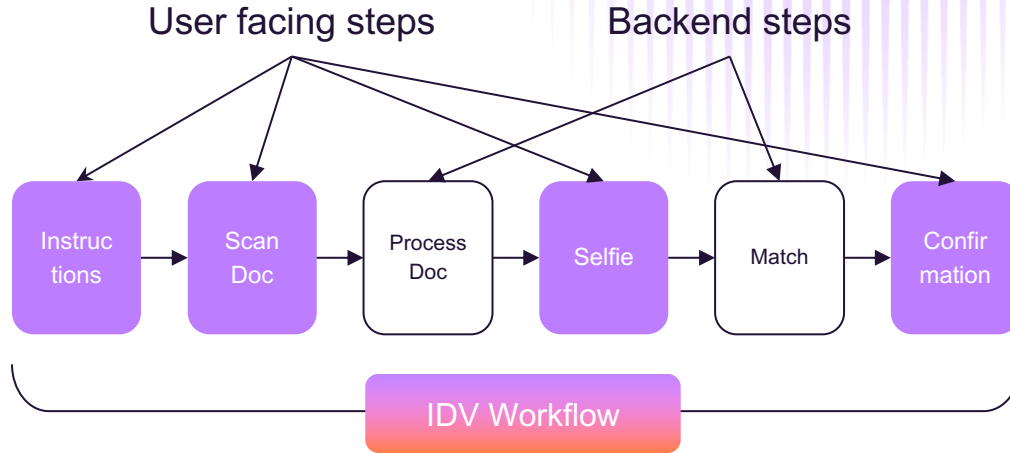 User facing steps
Backend steps
Instruc
tions
Scan
Doc
Process
Doc
Selfie
Match
Confir
mation
IDV Workflow